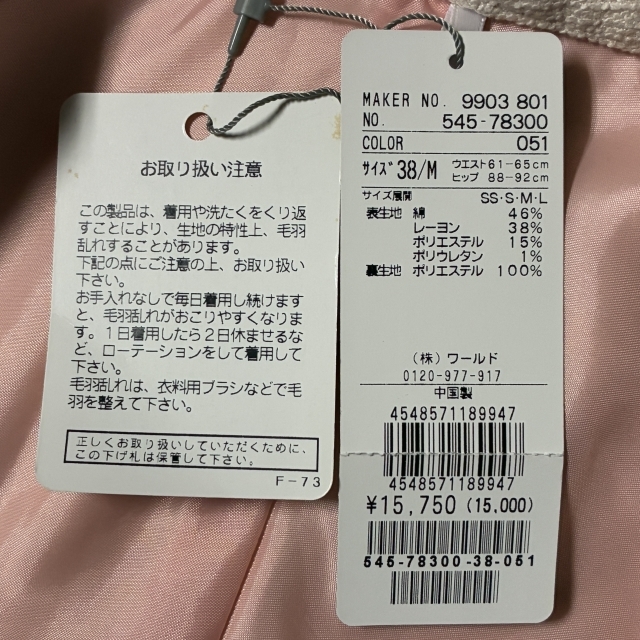 お取り扱い注意
この製品は、着用や洗たくをくり返
すことにより、生地の特性上、毛羽
乱れすることがあります。
下記の点にご注意の上、お取り扱い
下さい。
お手入れなしで毎日着用し続けます
と、毛羽乱れがおこりやすくなりま
す。1日着用したら2日休ませるな
ど、ローテーションをして着用して
下さい。
毛羽乱れは、衣料用ブラシなどで毛
羽を整えて下さい。
正しくお取り扱いしていただくために、
この下げ札は保管して下さい。
F-73
MAKER NO. 9903 801
NO. 545-78300
COLOR 051
サイズ 38/M ウエスト61-65cm
ヒップ 88-92cm
サイズ展開 SS・S・M・L
表生地 綿 46%
レーヨン 38%
ポリエステル 15%
ポリウレタン 1%
裏生地 ポリエステル 100%
(株)ワールド
0120-977-917
中国製
4548571189947
4548571189947
¥15,750 (15.000)
545-78300-38-051